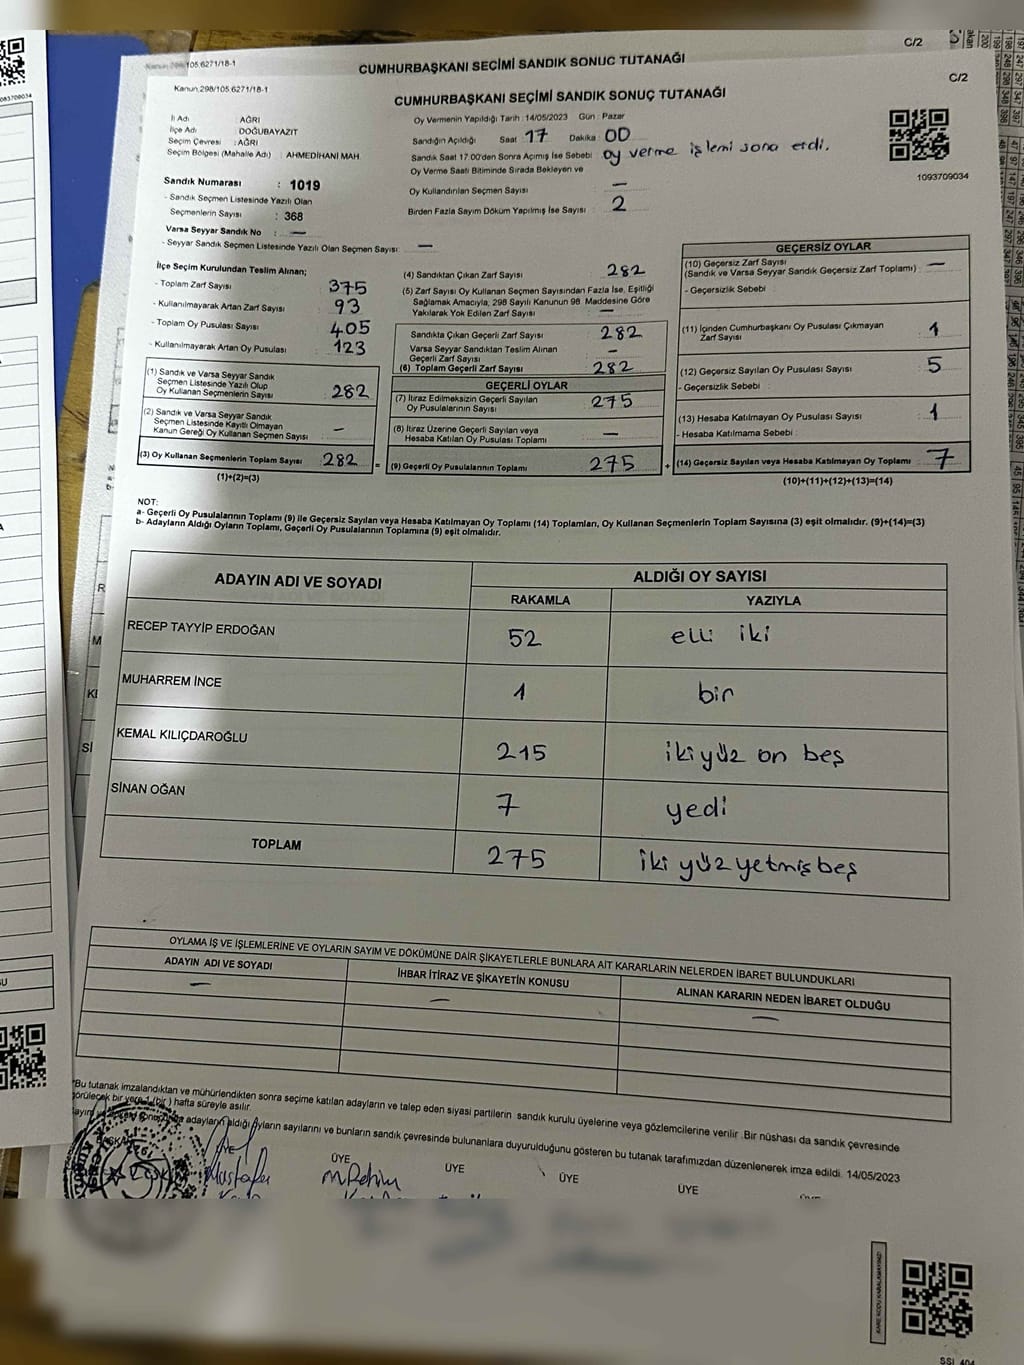 C/2
Kanun 298/105.6271/18-1
CUMHURBAŞKANI SEÇİMİ SANDIK SONUÇ TUTANAĞI
C/2
Kanun 298/105.6271/18-1
CUMHURBAŞKANI SEÇİMİ SANDIK SONUÇ TUTANAĞI
İl Adı : AĞRI
İlçe Adı : DOĞUBAYAZIT
Seçim Çevresi : AĞRI
Seçim Bölgesi (Mahalle Adı) : AHMEDİHANİ MAH.
Oy Vermenin Yapıldığı Tarih : 14/05/2023 Gün : Pazar
Sandığın Açıldığı Saat 17 Dakika : 00
Sandık Saat 17:00'den Sonra Açımış İse Sebebi : oy verme işlemi sona erdi.
Oy Verme Saati Bitiminde Sırada Bekleyen ve
Oy Kullandırılan Seçmen Sayısı –
Birden Fazla Sayım Döküm Yapılmış İse Sayısı : 2
1093709034
Sandık Numarası : 1019
- Sandık Seçmen Listesinde Yazılı Olan
Seçmenlerin Sayısı : 368
Varsa Seyyar Sandık No : —
- Seyyar Sandık Seçmen Listesinde Yazılı Olan Seçmen Sayısı: —
İlçe Seçim Kurulundan Teslim Alınan;
- Toplam Zarf Sayısı 375
- Kullanılmayarak Artan Zarf Sayısı 93
- Toplam Oy Pusulası Sayısı 405
- Kullanılmayarak Artan Oy Pusulası 123
(1) Sandık ve Varsa Seyyar Sandık
Seçmen Listesinde Yazılı Olup
Oy Kullanan Seçmenlerin Sayısı 282
(2) Sandık ve Varsa Seyyar Sandık
Seçmen Listesinde Kayıtlı Olmayan
Kanun Gereği Oy Kullanan Seçmen Sayısı –
(3) Oy Kullanan Seçmenlerin Toplam Sayısı 282 =
(1)+(2)=(3)
(4) Sandıktan Çıkan Zarf Sayısı 282
(5) Zarf Sayısı Oy Kullanan Seçmen Sayısından Fazla İse, Eşitliği
Sağlamak Amacıyla, 298 Sayılı Kanunun 98. Maddesine Göre
Yakılarak Yok Edilen Zarf Sayısı –
Sandıkta Çıkan Geçerli Zarf Sayısı 282
Varsa Seyyar Sandıktan Teslim Alınan
Geçerli Zarf Sayısı –
(6) Toplam Geçerli Zarf Sayısı 282
GEÇERLİ OYLAR
(7) İtiraz Edilmeksizin Geçerli Sayılan
Oy Pusulalarının Sayısı 275
(8) İtiraz Üzerine Geçerli Sayılan veya
Hesaba Katılan Oy Pusulası Toplamı —
(9) Geçerli Oy Pusulalarının Toplamı 275 +
GEÇERSİZ OYLAR
(10) Geçersiz Zarf Sayısı
(Sandık ve Varsa Seyyar Sandık Geçersiz Zarf Toplamı) : —
- Geçersizlik Sebebi :
(11) İçinden Cumhurbaşkanı Oy Pusulası Çıkmayan
Zarf Sayısı : 1
(12) Geçersiz Sayılan Oy Pusulası Sayısı : 5
- Geçersizlik Sebebi :
(13) Hesaba Katılmayan Oy Pusulası Sayısı : 1
- Hesaba Katılmama Sebebi :
(14) Geçersiz Sayılan veya Hesaba Katılmayan Oy Toplamı : 7
(10)+(11)+(12)+(13)=(14)
NOT:
a- Geçerli Oy Pusulalarının Toplamı (9) ile Geçersiz Sayılan veya Hesaba Katılmayan Oy Toplamı (14) Toplamları, Oy Kullanan Seçmenlerin Toplam Sayısına (3) eşit olmalıdır. (9)+(14)=(3)
b- Adayların Aldığı Oyların Toplamı, Geçerli Oy Pusulalarının Toplamına (9) eşit olmalıdır.
ADAYIN ADI VE SOYADI ALDIĞI OY SAYISI
RAKAMLA YAZIYLA
RECEP TAYYİP ERDOĞAN 52 elli iki
MUHARREM İNCE 1 bir
KEMAL KILIÇDAROĞLU 215 iki yüz on beş
SİNAN OĞAN 7 yedi
TOPLAM 275 iki yüz yetmiş beş
OYLAMA İŞ VE İŞLEMLERİNE VE OYLARIN SAYIM VE DÖKÜMÜNE DAİR ŞİKAYETLERLE BUNLARA AİT KARARLARIN NELERDEN İBARET BULUNDUKLARI
ADAYIN ADI VE SOYADI İHBAR İTİRAZ VE ŞİKAYETİN KONUSU ALINAN KARARIN NEDEN İBARET OLDUĞU
— — —
*Bu tutanak imzalandıktan ve mühürlendikten sonra seçime katılan adayların ve talep eden siyasi partilerin sandık kurulu üyelerine veya gözlemcilerine verilir. Bir nüshası da sandık çevresinde
görülecek bir yere 1 (bir) hafta süreyle asılır.
adayların aldığı oyların sayılarını ve bunların sandık çevresinde bulunanlara duyurulduğunu gösteren bu tutanak tarafımızdan düzenlenerek imza edildi. 14/05/2023
BAŞKAN ÜYE ÜYE ÜYE ÜYE ÜYE
Mustafa M.Rehim